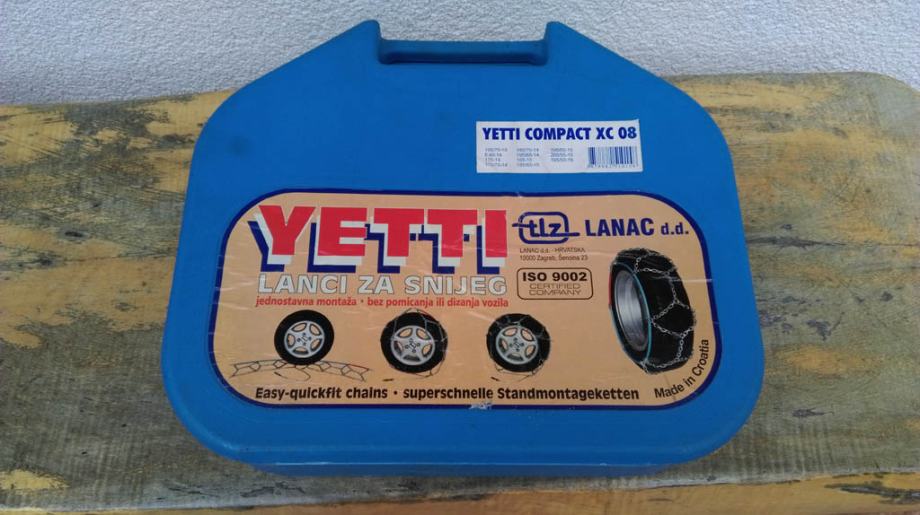 YETTI COMPACT XC 08
YETTI
LANCI ZA SNIJEG
jednostavna montaža • bez pomicanja ili dizanja vozila
tlz LANAC d.d.
LANAC d.d. - HRVATSKA
10000 Zagreb, Šenoina 23
ISO 9002
CERTIFIED
COMPANY
Easy-quickfit chains • superschnelle Standmontageketten
Made in Croatia